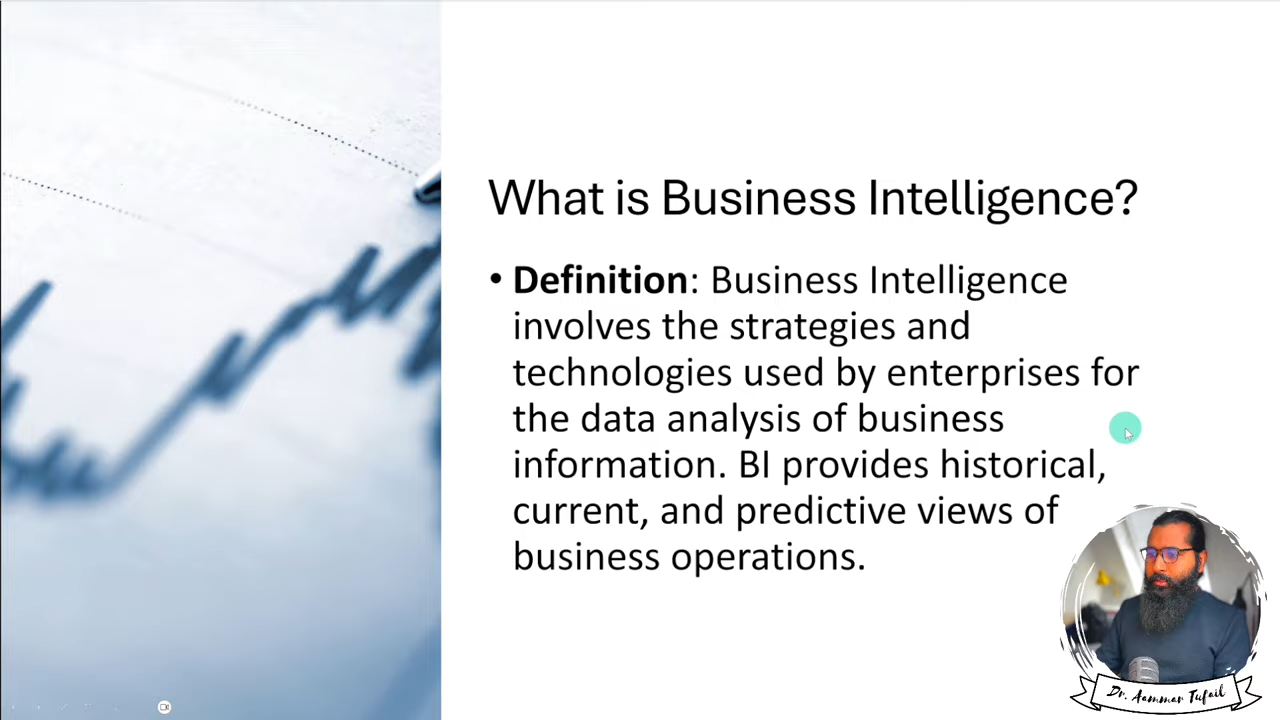 What is Business Intelligence?
• Definition: Business Intelligence
involves the strategies and
technologies used by enterprises for
the data analysis of business
information. BI provides historical,
current, and predictive views of
business operations.
Dr. Aammar Tufail